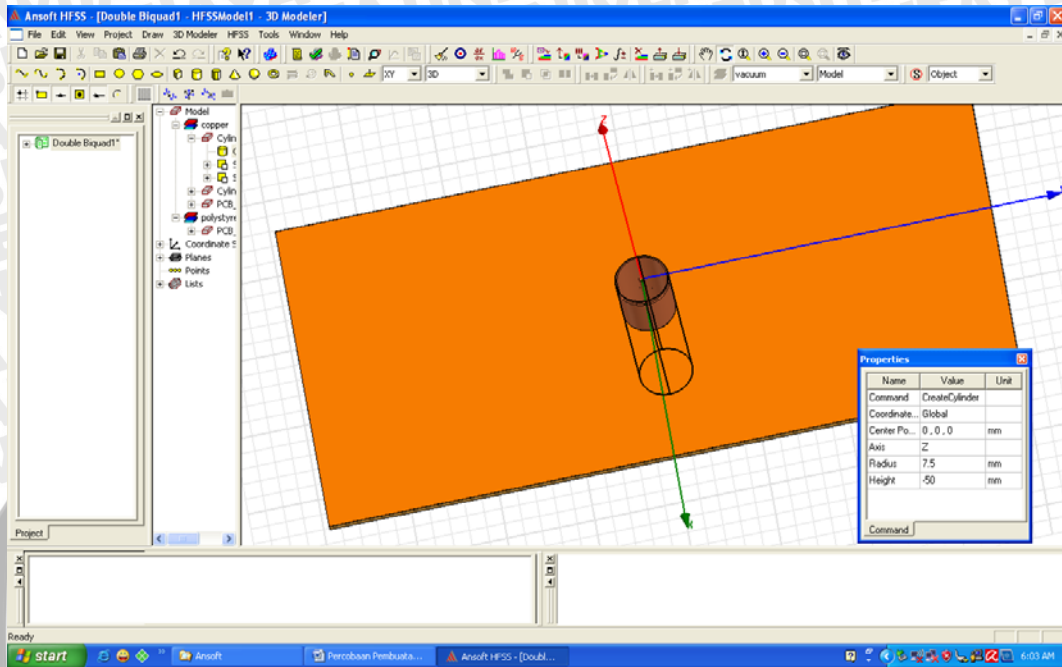 Ansoft HFSS - [Double Biquad1 - HFSSModel1 - 3D Modeler]
File Edit View Project Draw 3D Modeler HFSS Tools Window Help
XY 3D vacuum Model Object
Double Biquad1*
Project
Model
copper
Cylin
Cylin
PCB_
polystyre
PCB_
Coordinate S
Planes
Points
Lists
Z
Properties
Name Value Unit
Command CreateCylinder
Coordinate... Global
Center Po... 0 , 0 , 0 mm
Axis Z
Radius 7.5 mm
Height -50 mm
Command
Ready
start Ansoft Percobaan Pembuata... Ansoft HFSS - [Doubl... 6:03 AM